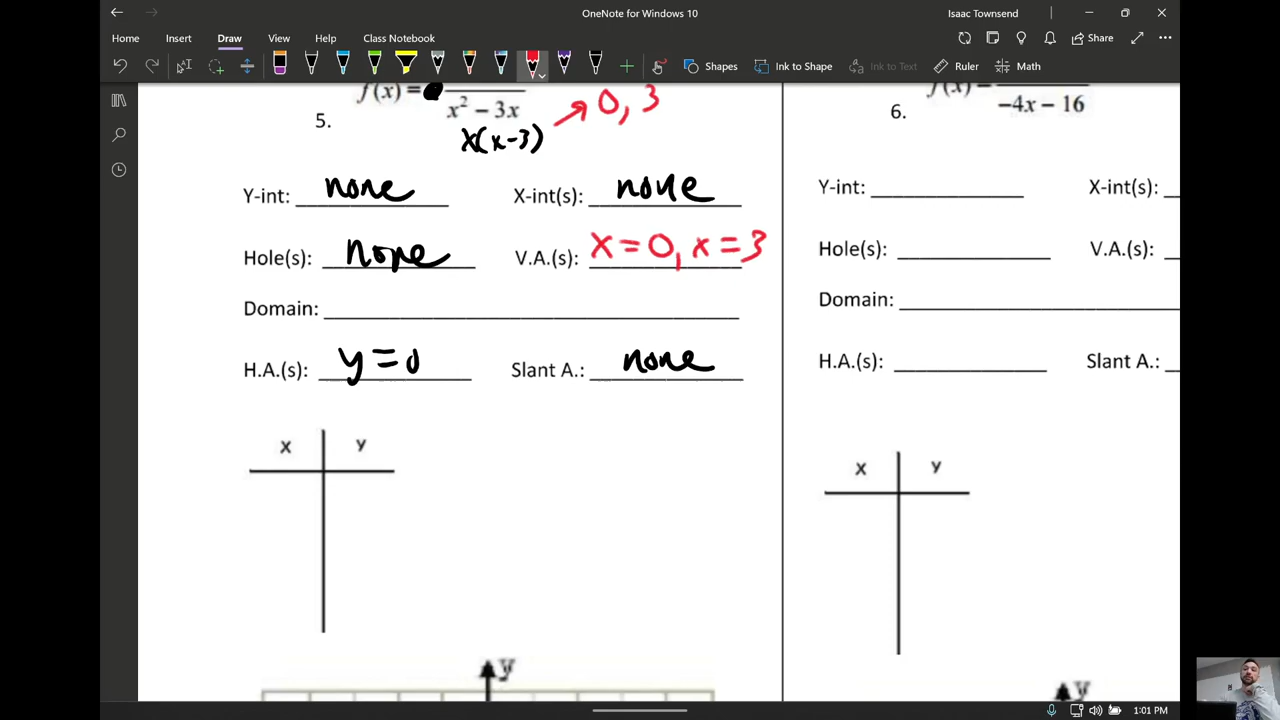 OneNote for Windows 10
Isaac Townsend
Home Insert Draw View Help Class Notebook
Share
Shapes Ink to Shape Ink to Text Ruler Math
f(x) =
x² − 3x
→ 0, 3
5.
x(x-3)
Y-int: none X-int(s): none
Hole(s): none V.A.(s): x = 0, x = 3
Domain:
H.A.(s): y = 0 Slant A.: none
x y
y
f(x) =
-4x − 16
6.
Y-int: X-int(s):
Hole(s): V.A.(s):
Domain:
H.A.(s): Slant A.:
x y
y
1:01 PM